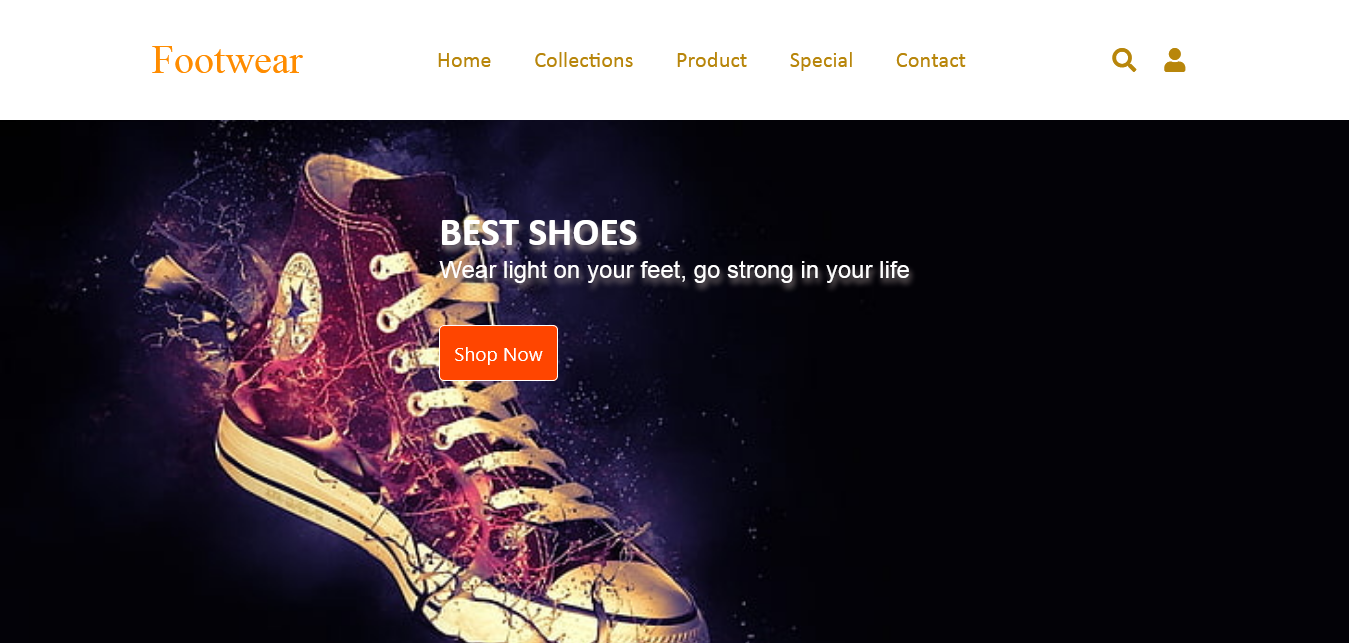 Footwear
Home Collections Product Special Contact
BEST SHOES
Wear light on your feet, go strong in your life
Shop Now